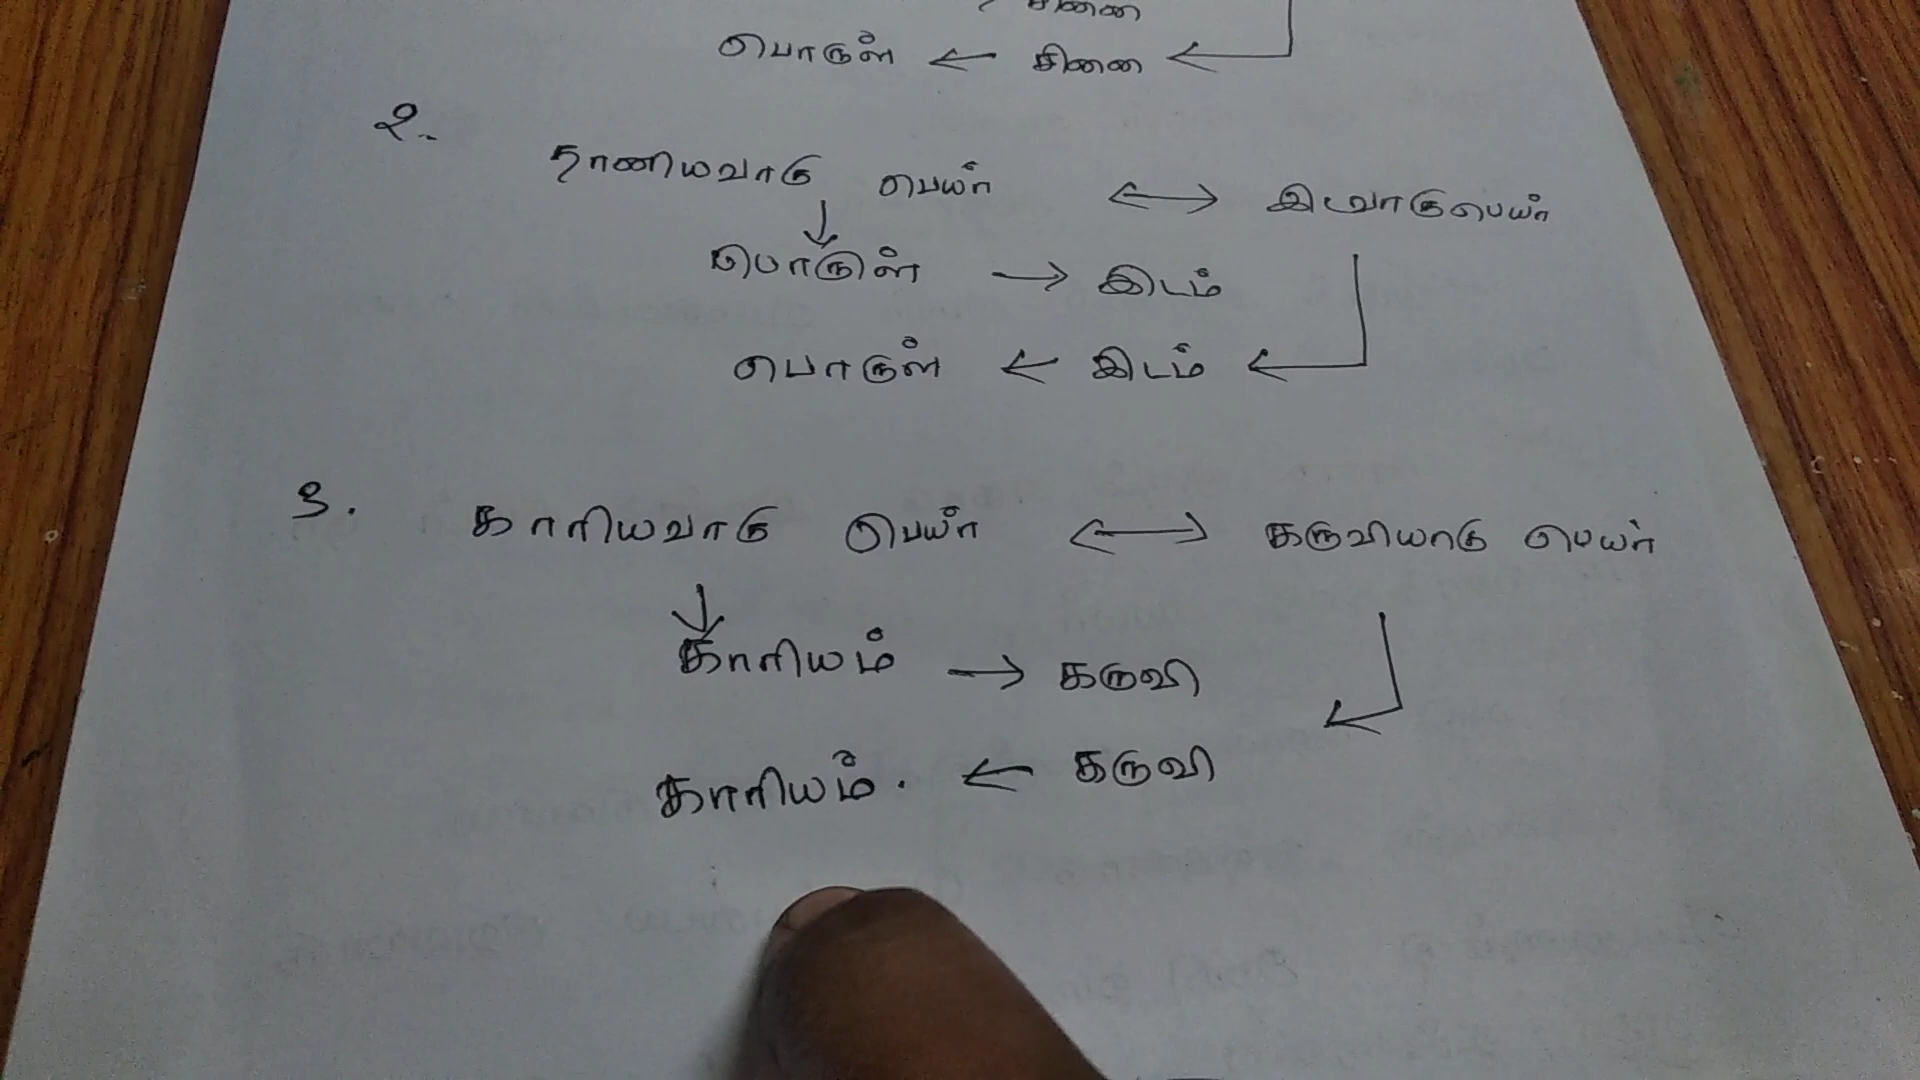 சினை
பொருள் ← சினை
2.
தானியவாகு பெயர் ↔ இடவாகுபெயர்
பொருள் → இடம்
பொருள் ← இடம்
3. காரியவாகு பெயர் ↔ கருவியாகு பெயர்
காரியம் → கருவி
காரியம். ← கருவி